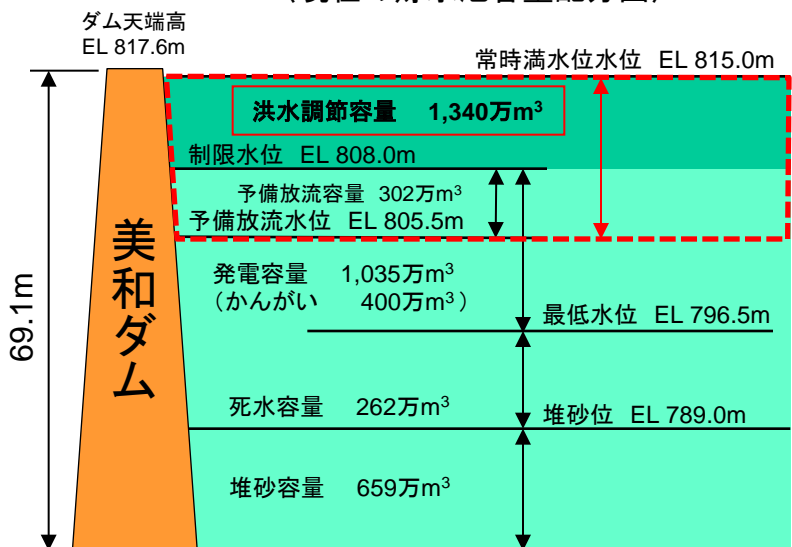 ダム天端高
EL 817.6m
常時満水位水位 EL 815.0m
洪水調節容量 1,340万m³
制限水位 EL 808.0m
予備放流容量 302万m³
予備放流水位 EL 805.5m
発電容量 1,035万m³
（かんがい 400万m³）
最低水位 EL 796.5m
死水容量 262万m³
堆砂位 EL 789.0m
堆砂容量 659万m³
美和ダム
69.1m